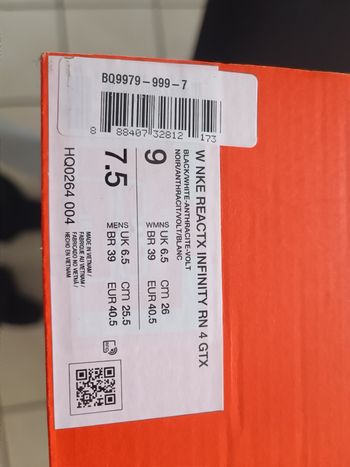 BQ9979-999-7
8 88407 32812 173
W NKE REACTX INFINITY RN 4 GTX
BLACK/WHITE-ANTHRACITE-VOLT
NOIR/ANTHRACIT/VOLT/BLANC
9
WMNS UK 6.5 cm 26
BR 39 EUR 40.5
7.5
MENS UK 6.5 cm 25.5
BR 39 EUR 40.5
HQ0264 004
MADE IN VIETNAM /
FABRIQUE AU VIETNAM /
FABRICADO NO VIETNÃ /
HECHO EN VIETNAM